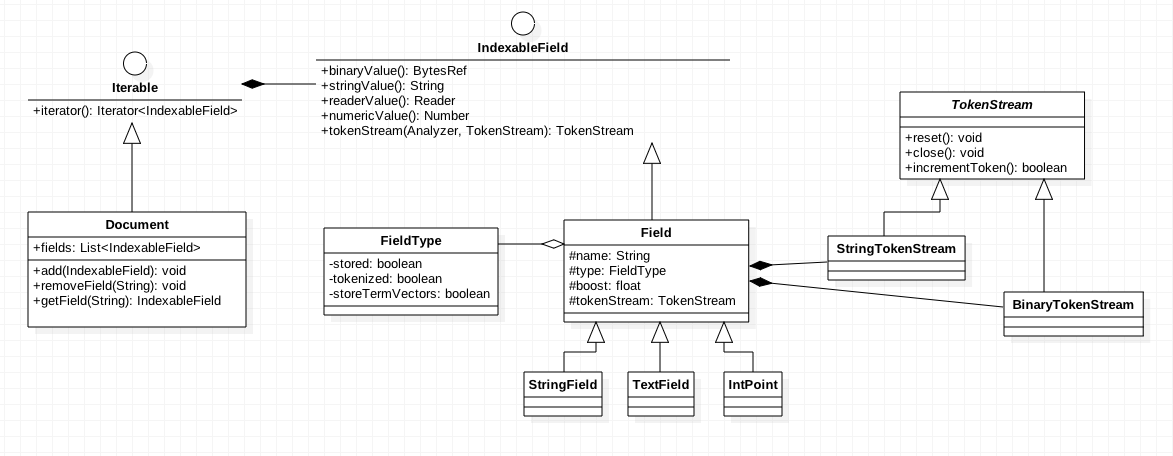 IndexableField
+binaryValue(): BytesRef
+stringValue(): String
+readerValue(): Reader
+numericValue(): Number
+tokenStream(Analyzer, TokenStream): TokenStream
Iterable
+iterator(): Iterator<IndexableField>
TokenStream
+reset(): void
+close(): void
+incrementToken(): boolean
Document
+fields: List<IndexableField>
+add(IndexableField): void
+removeField(String): void
+getField(String): IndexableField
FieldType
-stored: boolean
-tokenized: boolean
-storeTermVectors: boolean
Field
#name: String
#type: FieldType
#boost: float
#tokenStream: TokenStream
StringTokenStream
BinaryTokenStream
StringField
TextField
IntPoint